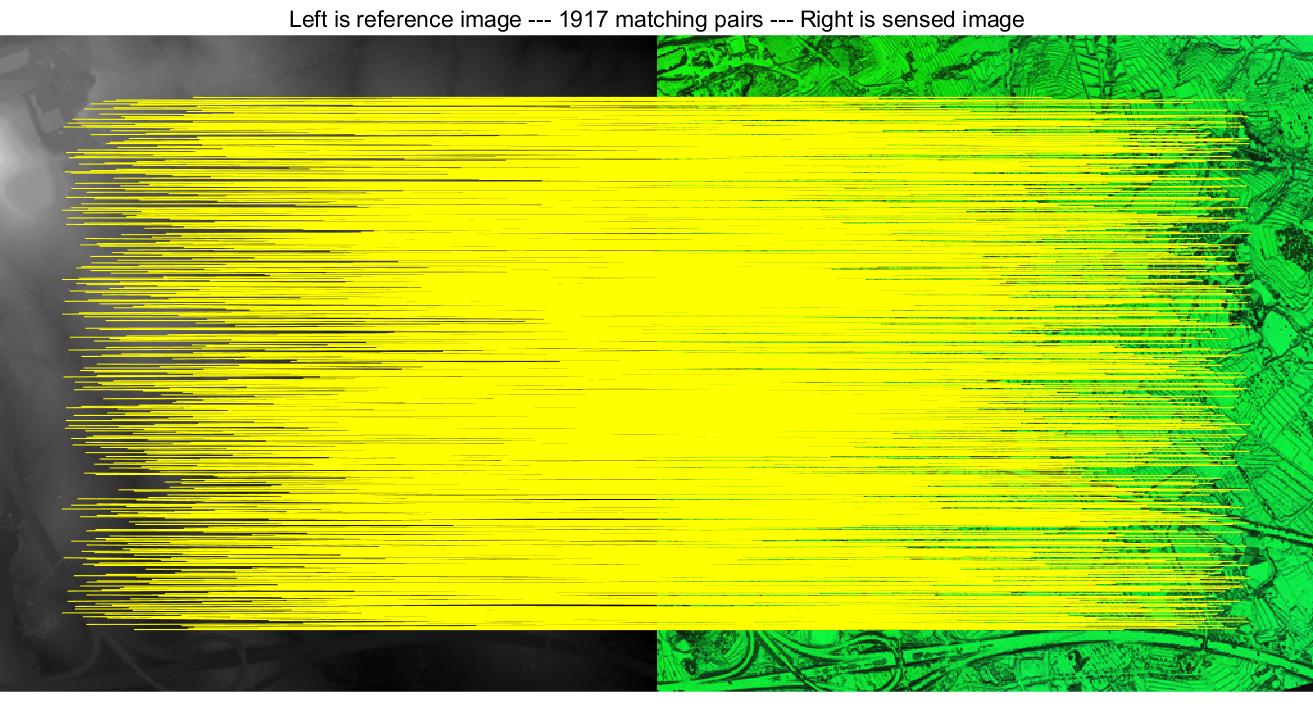 Left is reference image --- 1917 matching pairs --- Right is sensed image